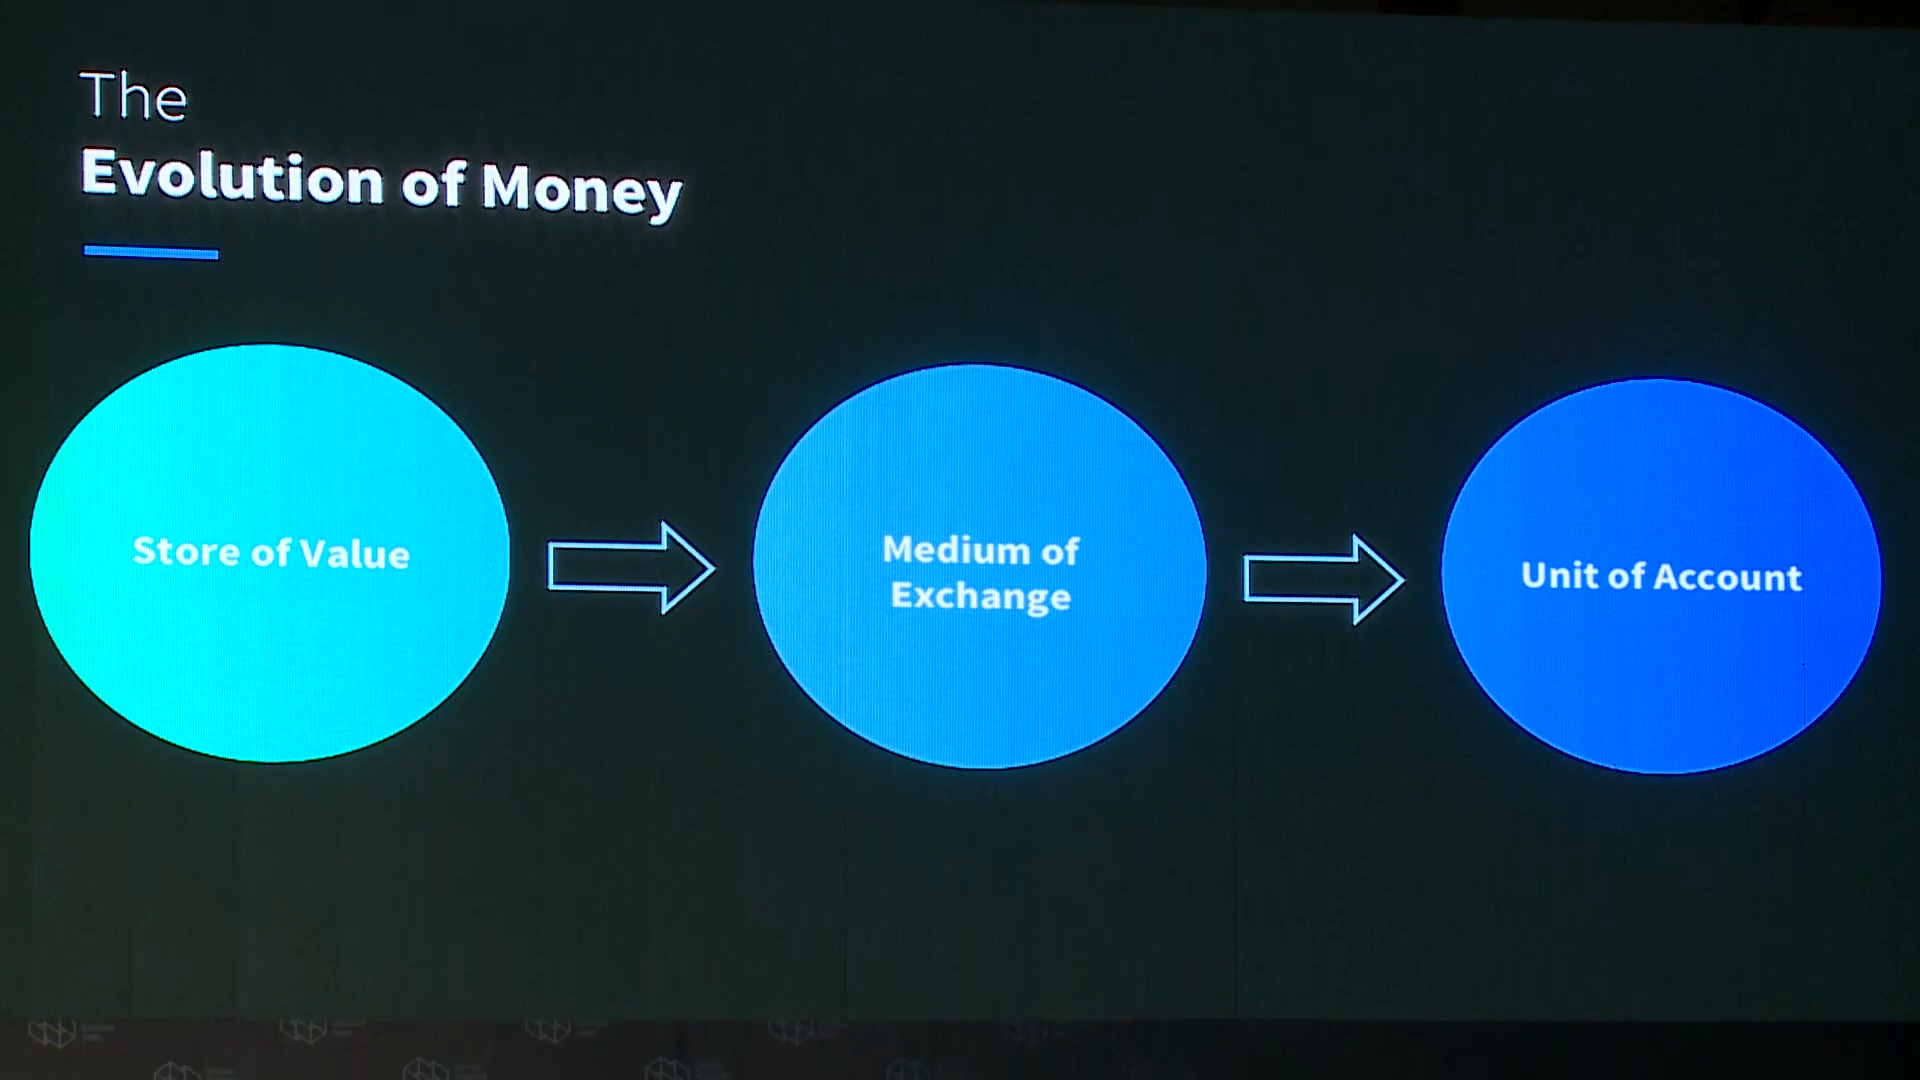 The
Evolution of Money
Store of Value
Medium of
Exchange
Unit of Account